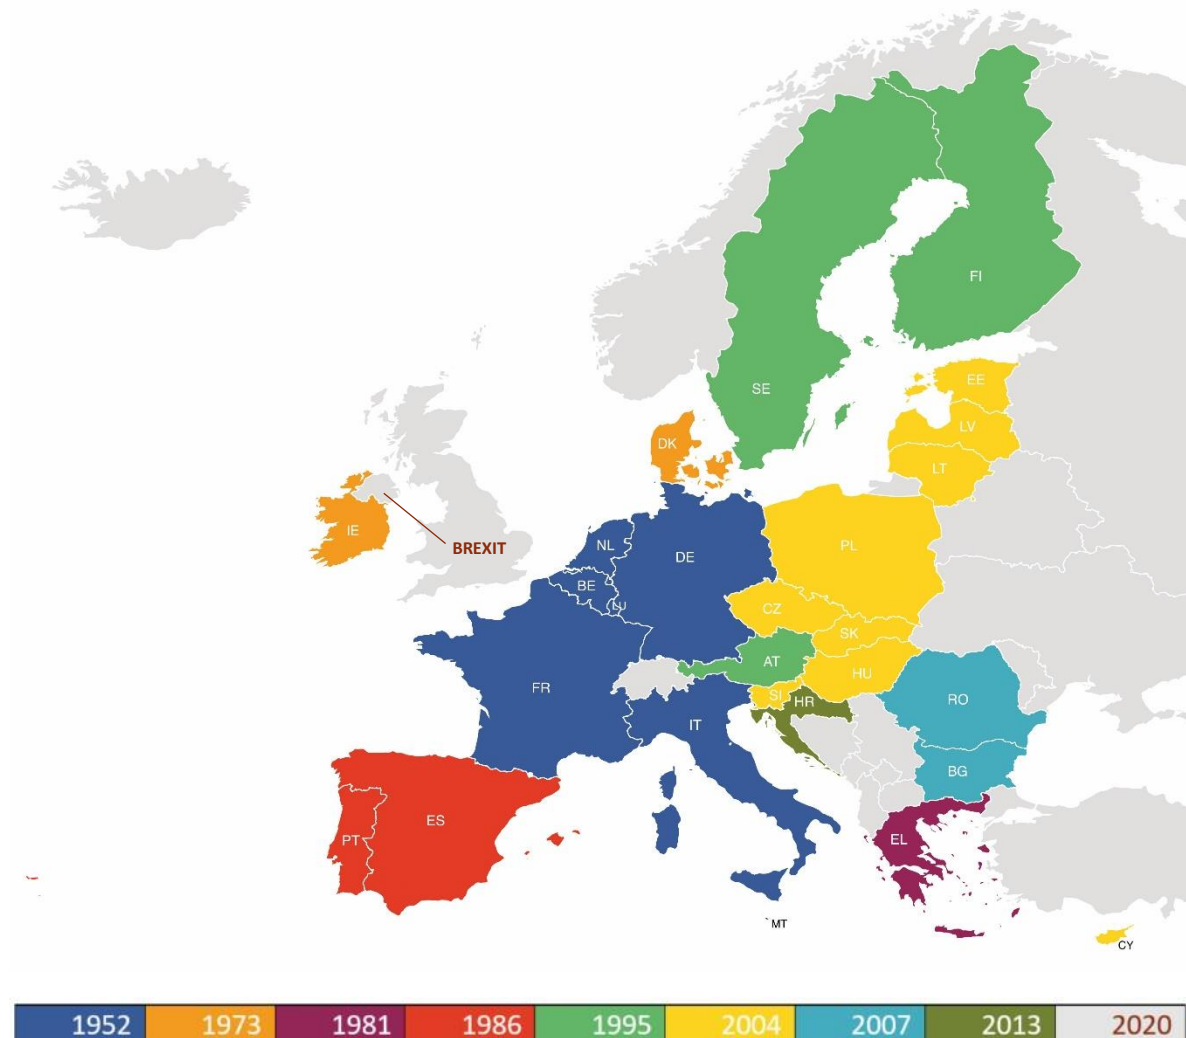 FI
SE
EE
LV
LT
DK
IE
BREXIT
NL
DE
PL
BE
LU
CZ
SK
AT
HU
FR
SI
HR
RO
IT
BG
ES
PT
EL
MT
CY
1952 1973 1981 1986 1995 2004 2007 2013 2020